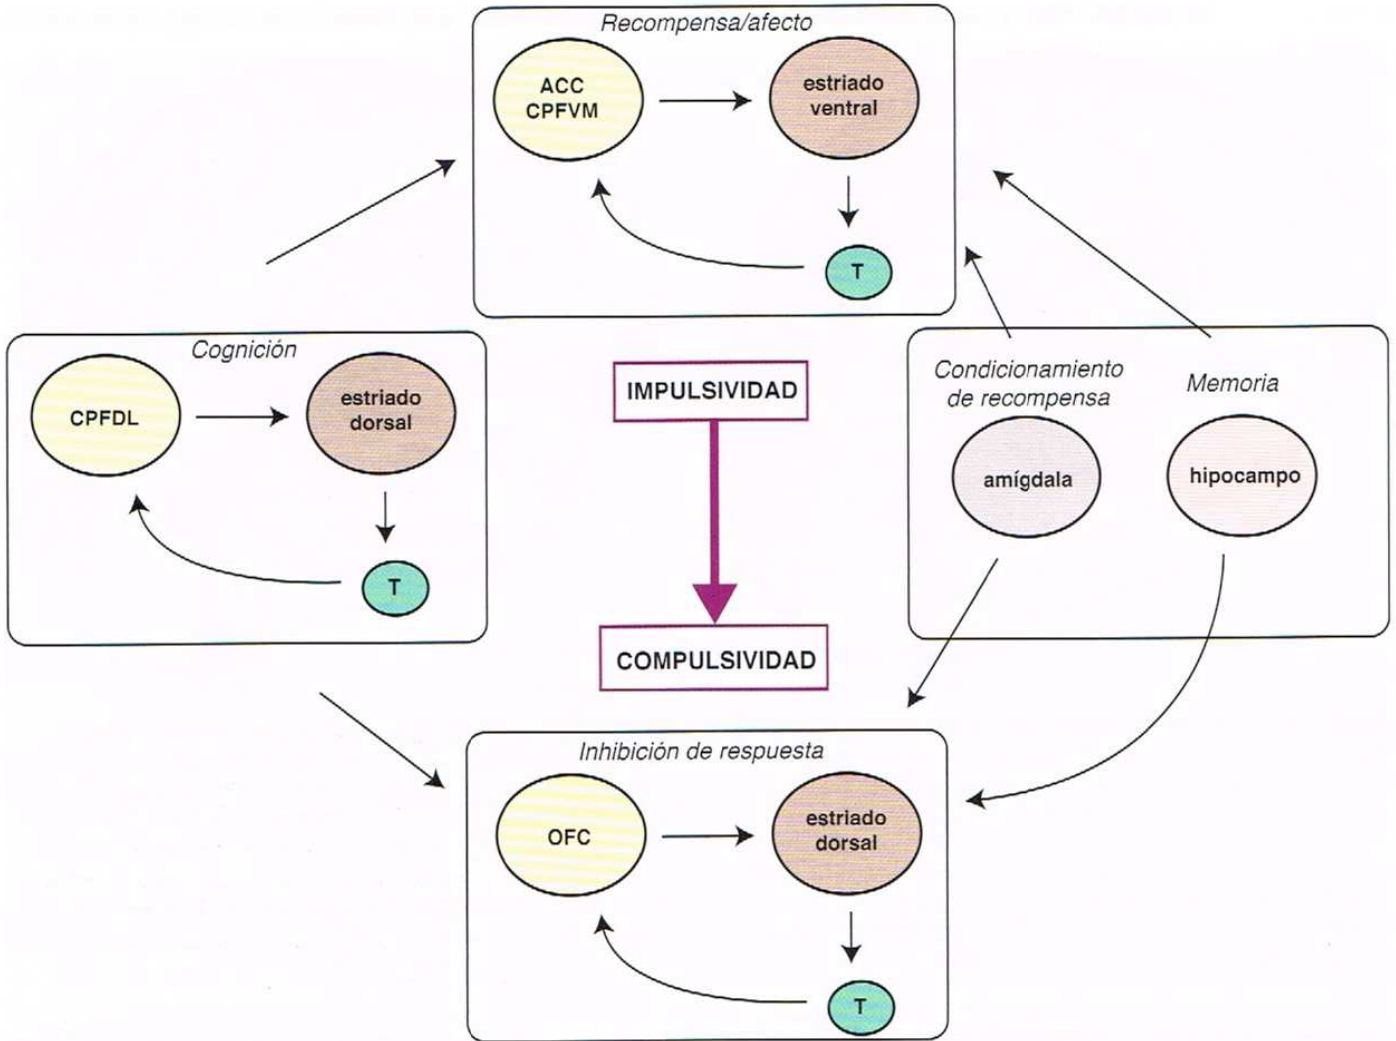 Recompensa/afecto
ACC
CPFVM
estriado
ventral
T
Cognición
CPFDL
estriado
dorsal
T
IMPULSIVIDAD
COMPULSIVIDAD
Condicionamiento
de recompensa
Memoria
amígdala
hipocampo
Inhibición de respuesta
OFC
estriado
dorsal
T